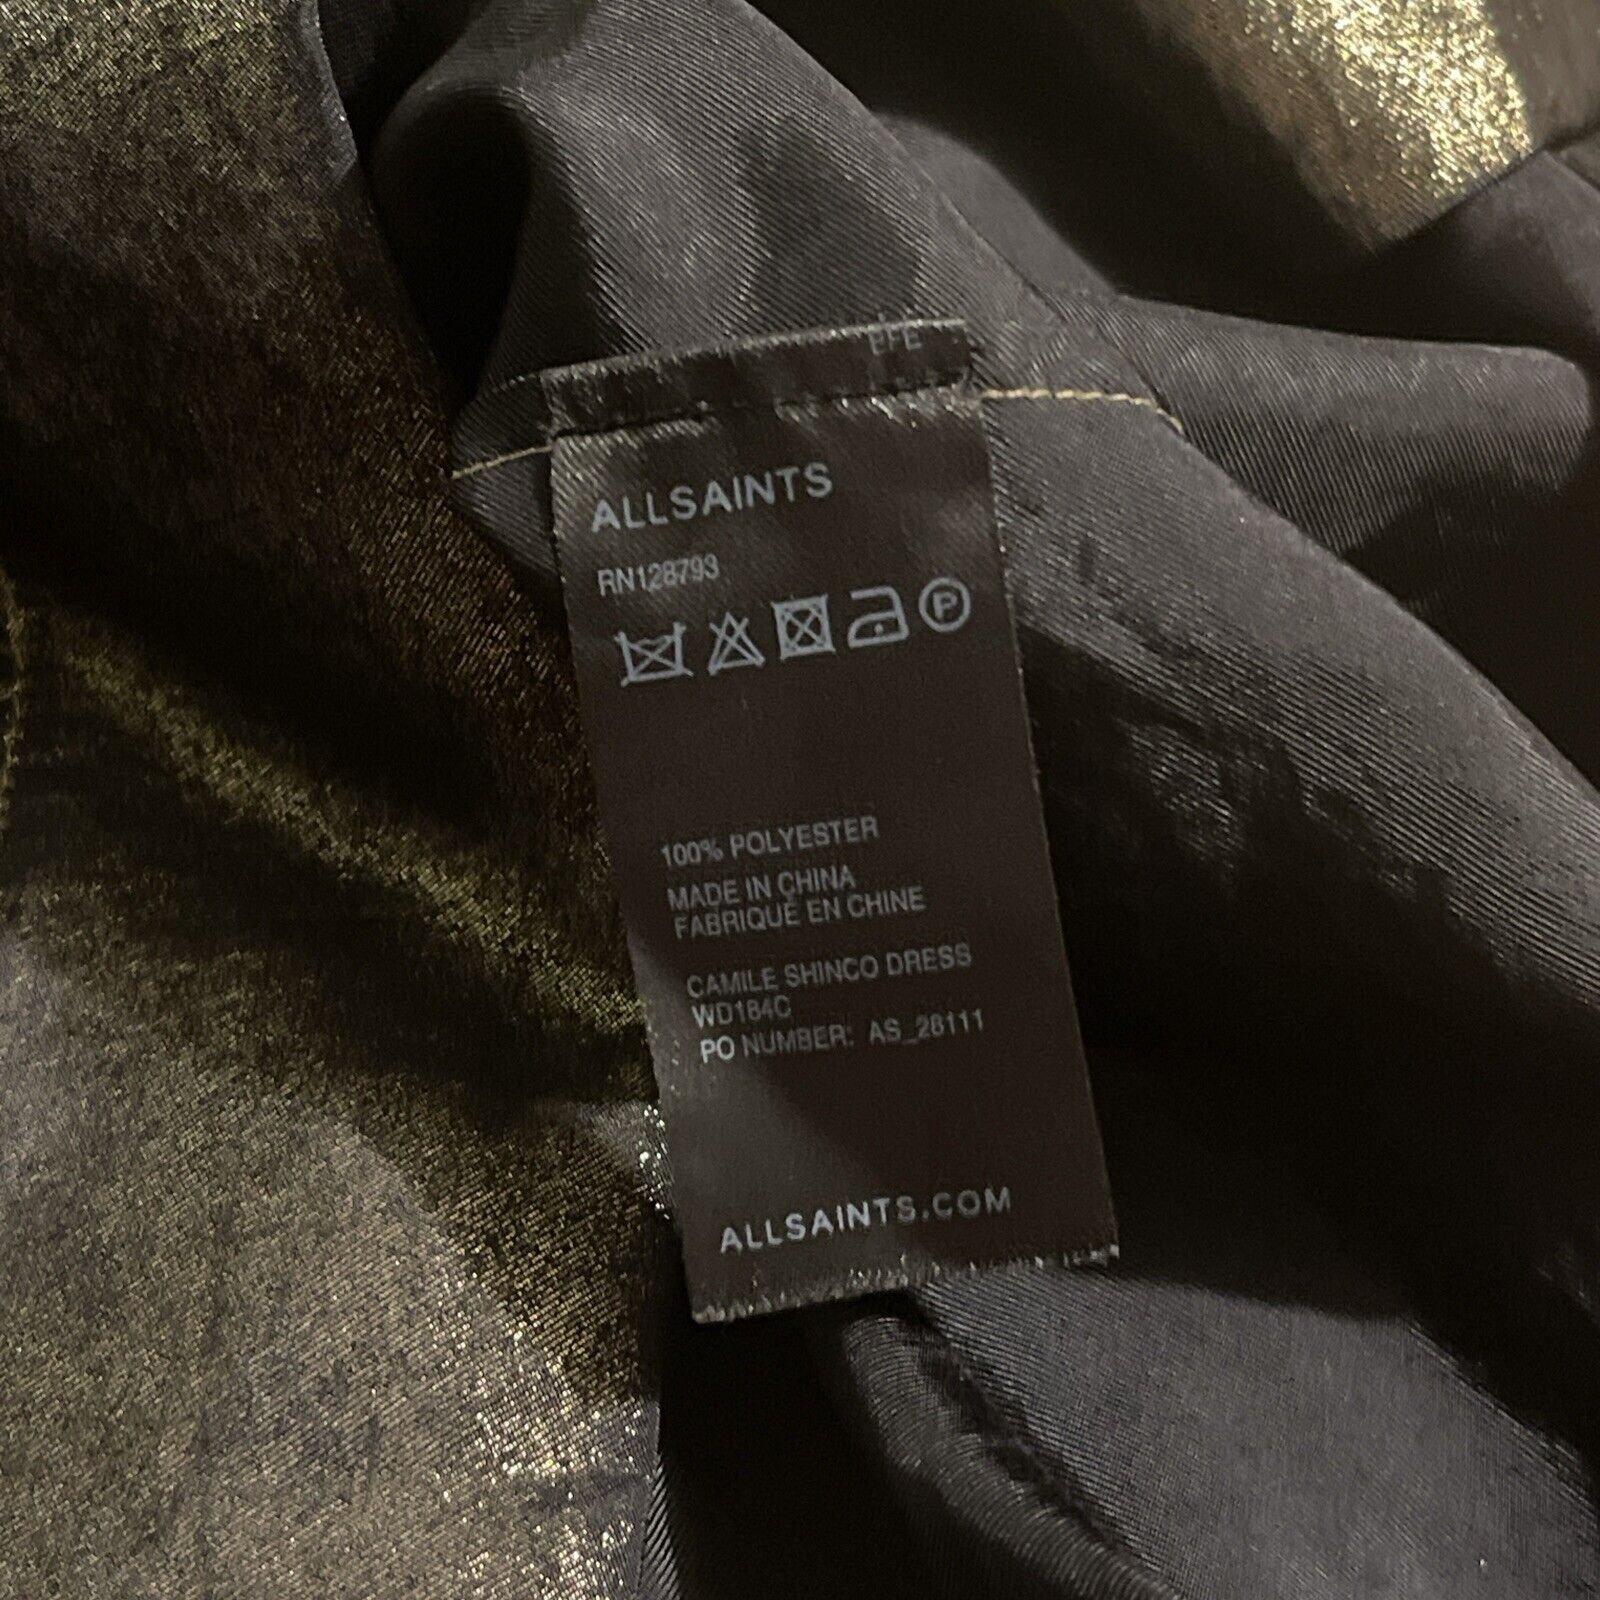 ALLSAINTS
RN128793
P
100% POLYESTER
MADE IN CHINA
FABRIQUÉ EN CHINE
CAMILE SHINCO DRESS
WD184C
PO NUMBER: AS_28111
ALLSAINTS.COM